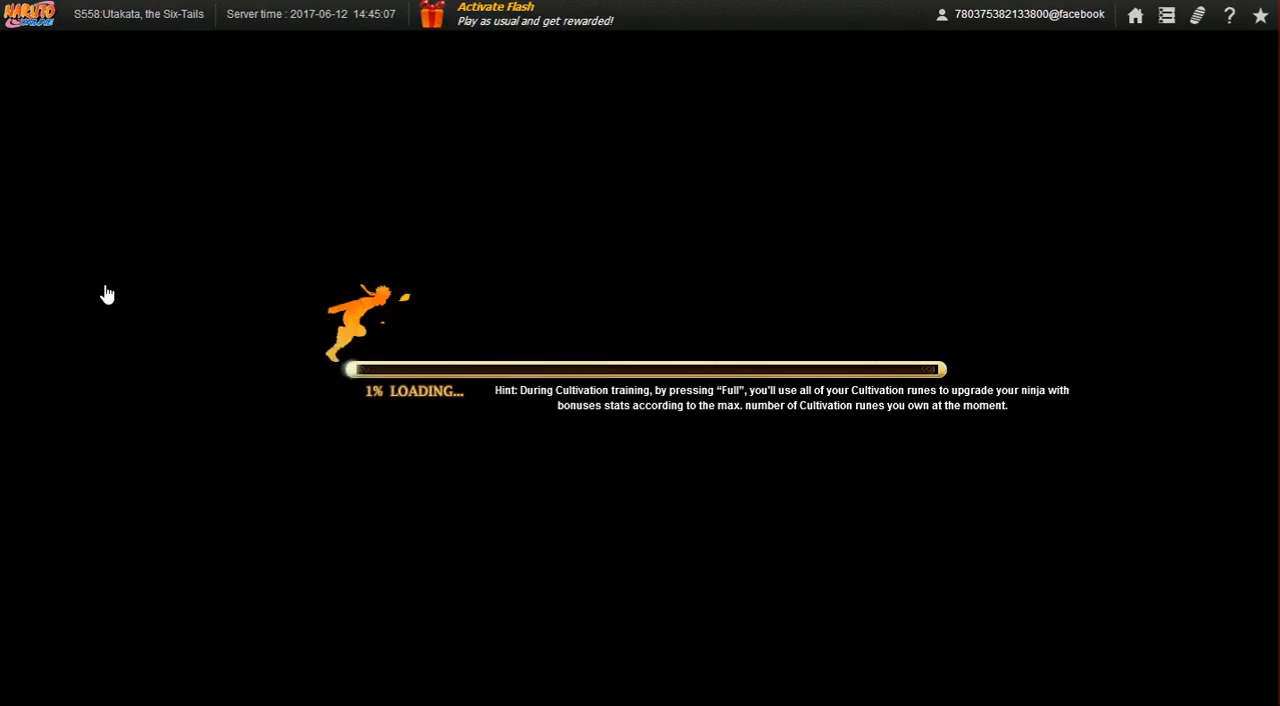 NARUTO
ONLINE
S558:Utakata, the Six-Tails
Server time : 2017-06-12 14:45:07
Activate Flash
Play as usual and get rewarded!
780375382133800@facebook
?
1% LOADING...
Hint: During Cultivation training, by pressing “Full”, you'll use all of your Cultivation runes to upgrade your ninja with
bonuses stats according to the max. number of Cultivation runes you own at the moment.